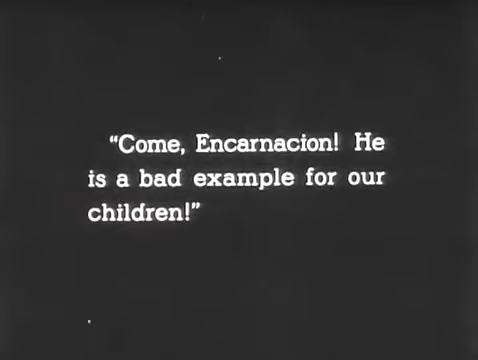 “Come, Encarnacion! He
is a bad example for our
children!”